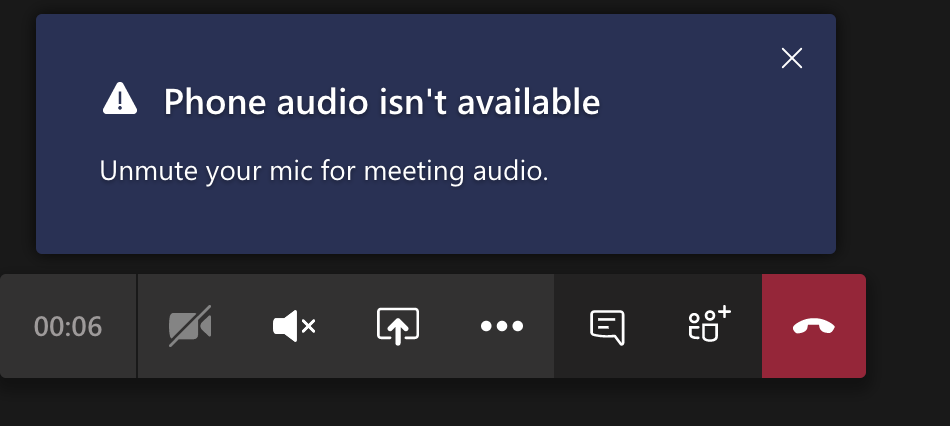 Phone audio isn't available
Unmute your mic for meeting audio.
00:06